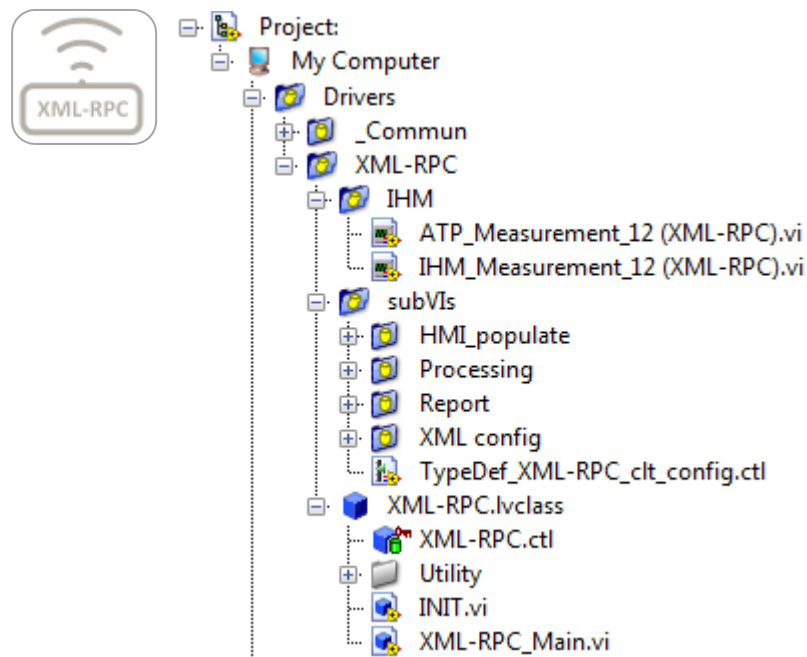 XML-RPC
Project:
My Computer
Drivers
_Commun
XML-RPC
IHM
ATP_Measurement_12 (XML-RPC).vi
IHM_Measurement_12 (XML-RPC).vi
subVIs
HMI_populate
Processing
Report
XML config
TypeDef_XML-RPC_clt_config.ctl
XML-RPC.lvclass
XML-RPC.ctl
Utility
INIT.vi
XML-RPC_Main.vi